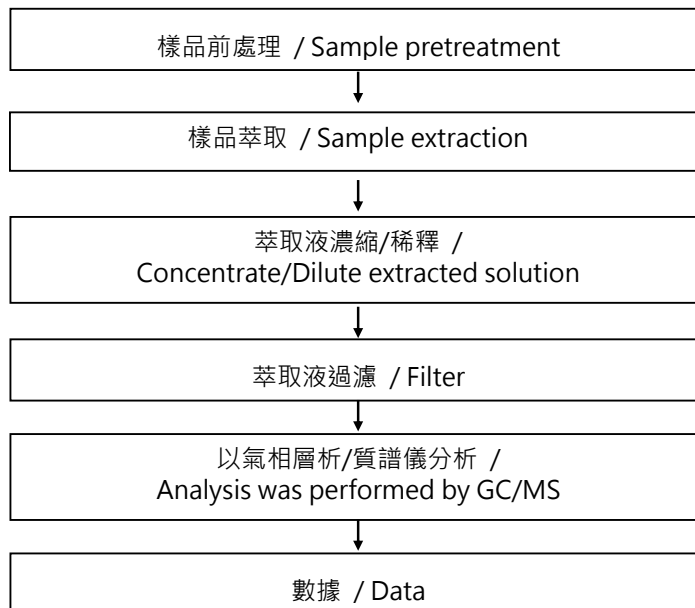 樣品前處理 / Sample pretreatment
樣品萃取 / Sample extraction
萃取液濃縮/稀釋 /
Concentrate/Dilute extracted solution
萃取液過濾 / Filter
以氣相層析/質譜儀分析 /
Analysis was performed by GC/MS
數據 / Data